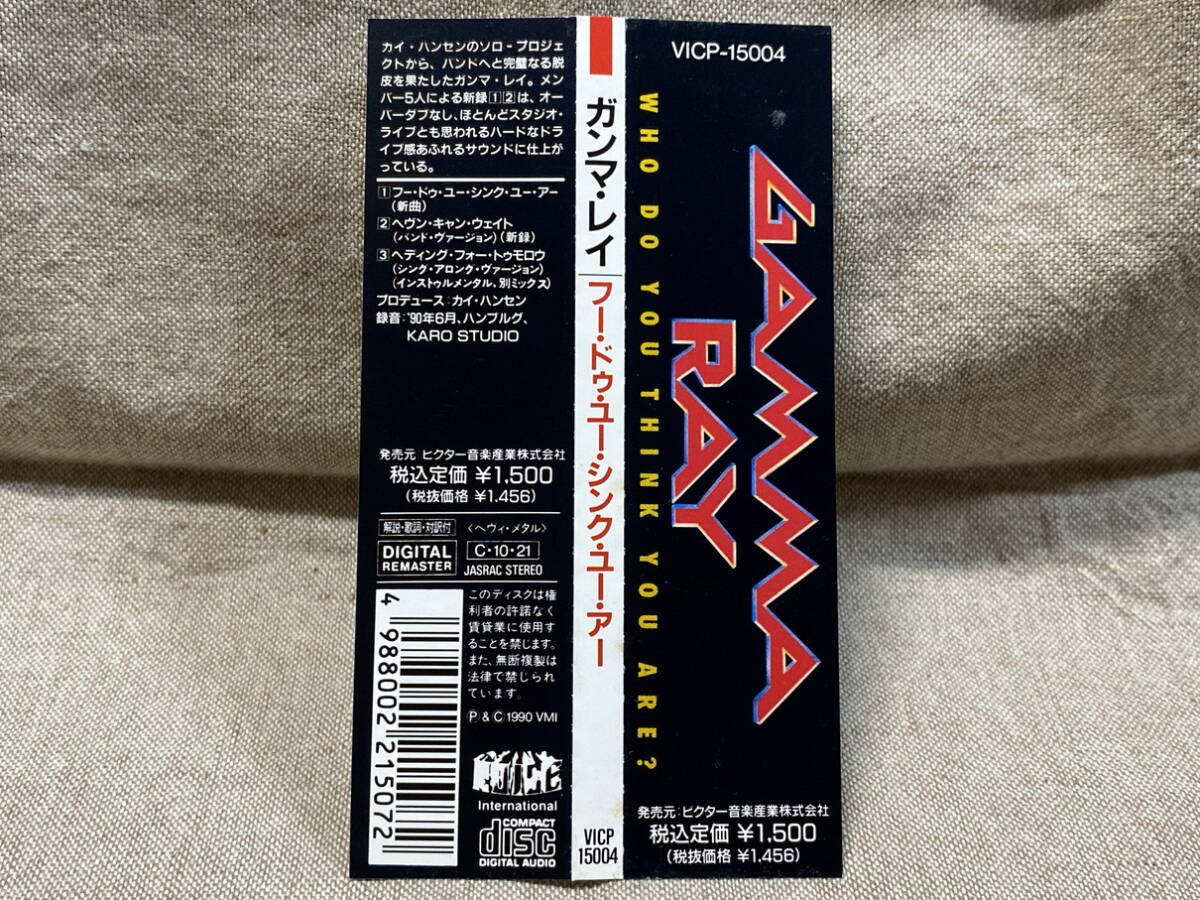 カイ・ハンセンのソロ-プロジェ
クトから、ハンドへと完璧なる脱
皮を果たしたガンマ・レイ。メン
バー5人による新録1 2は、オー
バーダブなし、ほとんどスタジオ・
ライブとも思われるハードなドラ
イブ感あふれるサウンドに仕上が
っている。
1 フー・ドゥ・ユー・シンク・ユー・アー
(新曲)
2 ヘヴン・キャン・ウェイト
(バンド・ヴァージョン)(新録)
3 ヘディング・フォー・トゥモロウ
(シング・アロング・ヴァージョン)
(インストゥルメンタル、別ミックス)
プロデュース:カイ・ハンセン
録音:'90年6月、ハンブルグ、
KARO STUDIO
発売元 ビクター音楽産業株式会社
税込定価 ¥1,500
(税抜価格 ¥1,456)
解説・歌詞・対訳付
〈ヘヴィ・メタル〉
DIGITAL
REMASTER
C・10・21
JASRAC STEREO
このディスクは権
利者の許諾なく
賃貸業に使用す
ることを禁じます。
また、無断複製は
法律で禁じられ
ています。
Ⓟ & Ⓒ 1990 VMI
4 988002 215072
International
COMPACT
disc
DIGITAL AUDIO
ガンマ・レイ
フー・ドゥ・ユー・シンク・ユー・アー
VICP
15004
VICP-15004
WHO DO YOU THINK YOU ARE?
GAMMA
RAY
発売元:ビクター音楽産業株式会社
税込定価 ¥1,500
(税抜価格 ¥1,456)